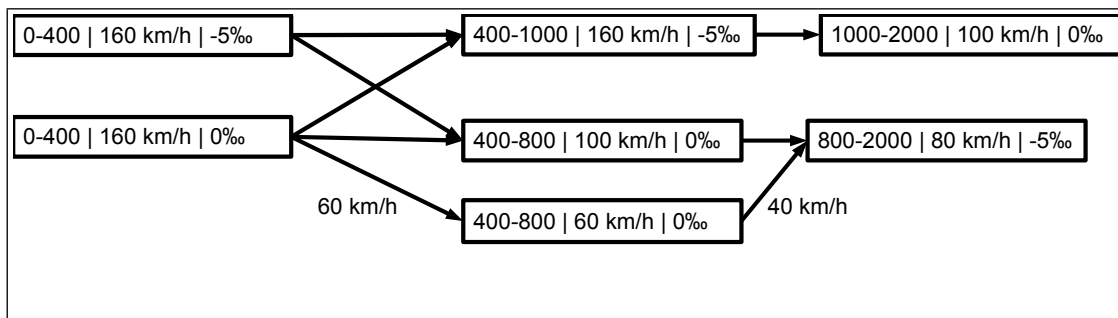 0-400 | 160 km/h | -5‰
400-1000 | 160 km/h | -5‰
1000-2000 | 100 km/h | 0‰
0-400 | 160 km/h | 0‰
400-800 | 100 km/h | 0‰
800-2000 | 80 km/h | -5‰
60 km/h
400-800 | 60 km/h | 0‰
40 km/h